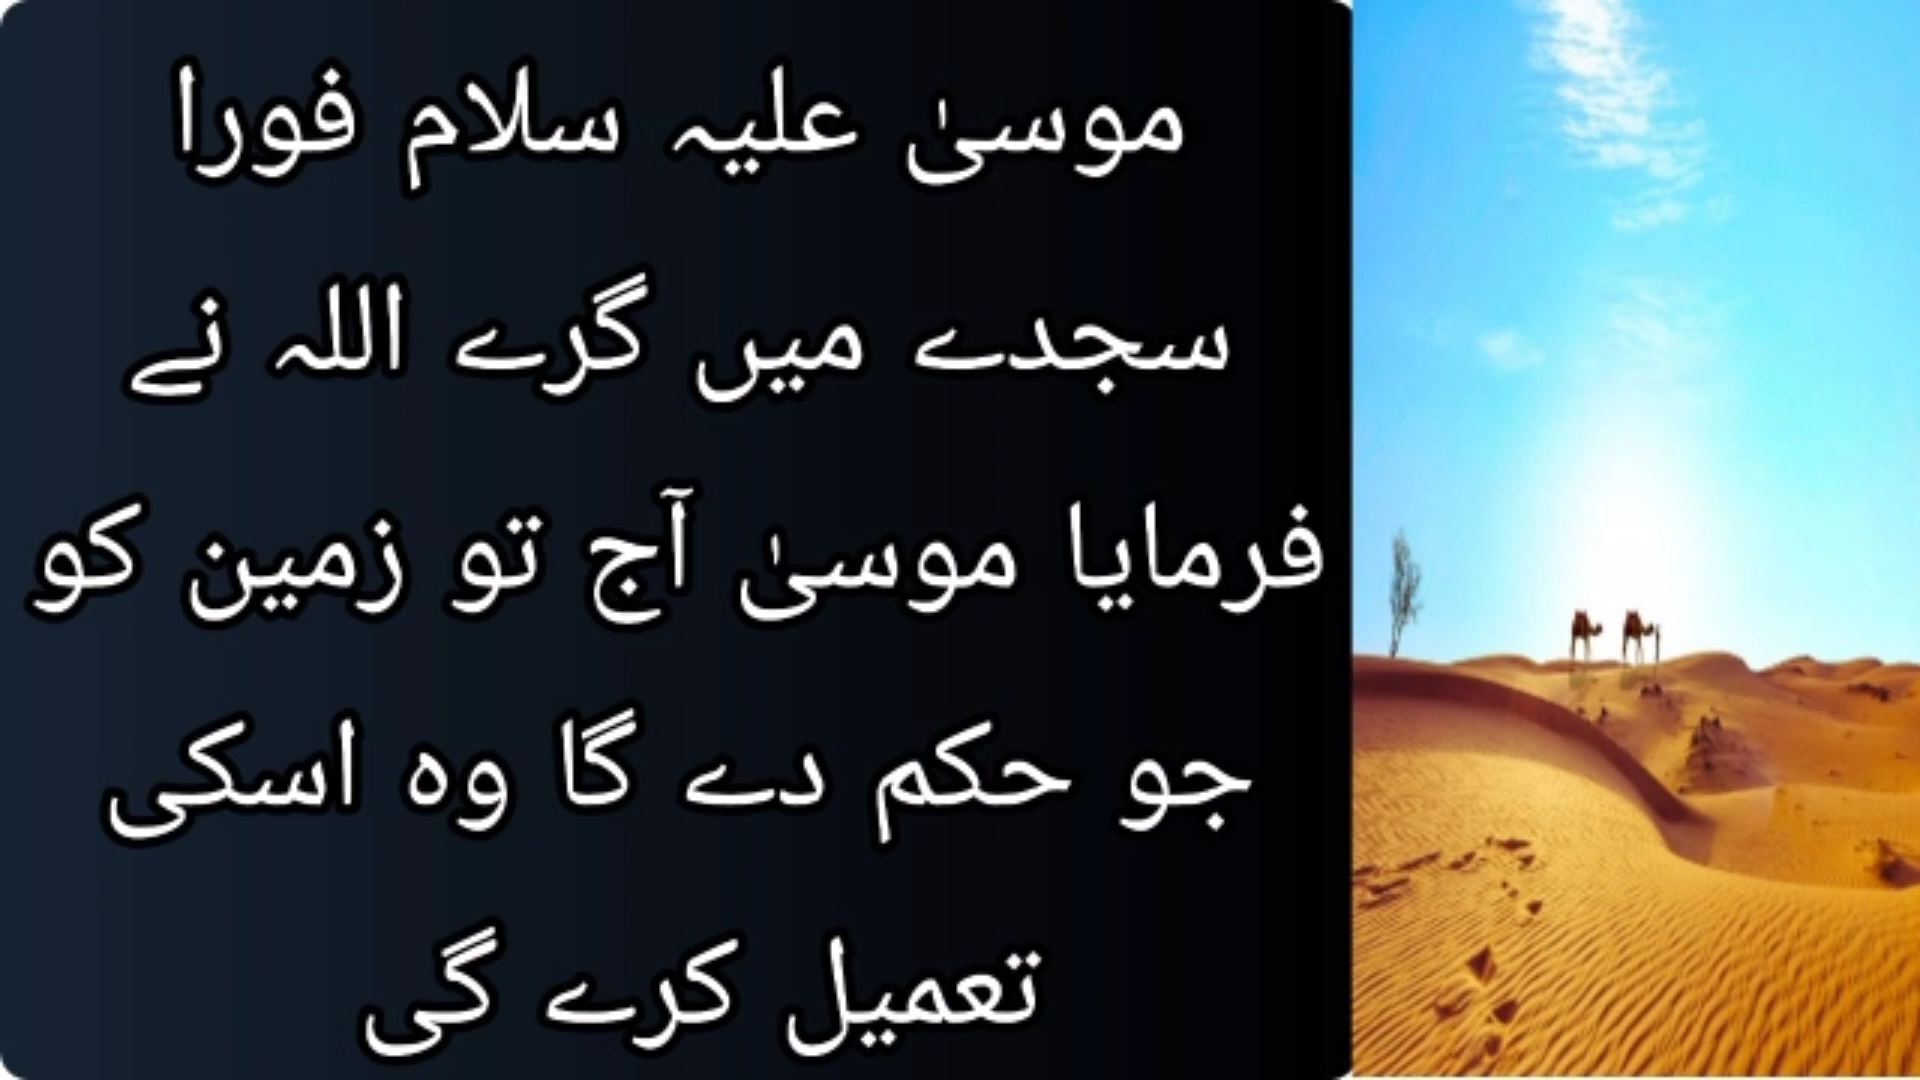 موسیٰ علیہ سلام فورا
سجدے میں گرے اللہ نے
فرمایا موسیٰ آج تو زمین کو
جو حکم دے گا وہ اسکی
تعمیل کرے گی